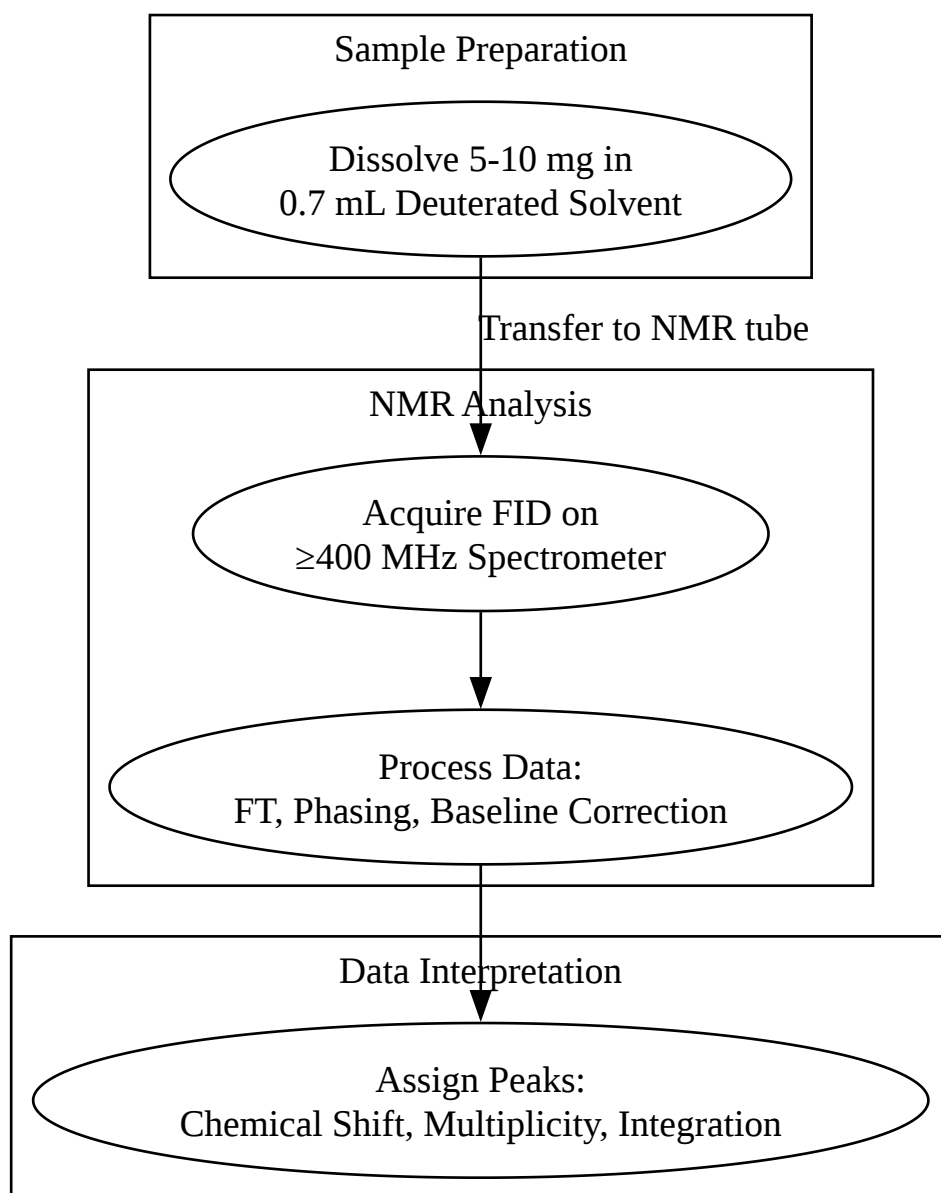 Sample Preparation
Dissolve 5-10 mg in
0.7 mL Deuterated Solvent
Transfer to NMR tube
NMR Analysis
Acquire FID on
≥400 MHz Spectrometer
Process Data:
FT, Phasing, Baseline Correction
Data Interpretation
Assign Peaks:
Chemical Shift, Multiplicity, Integration